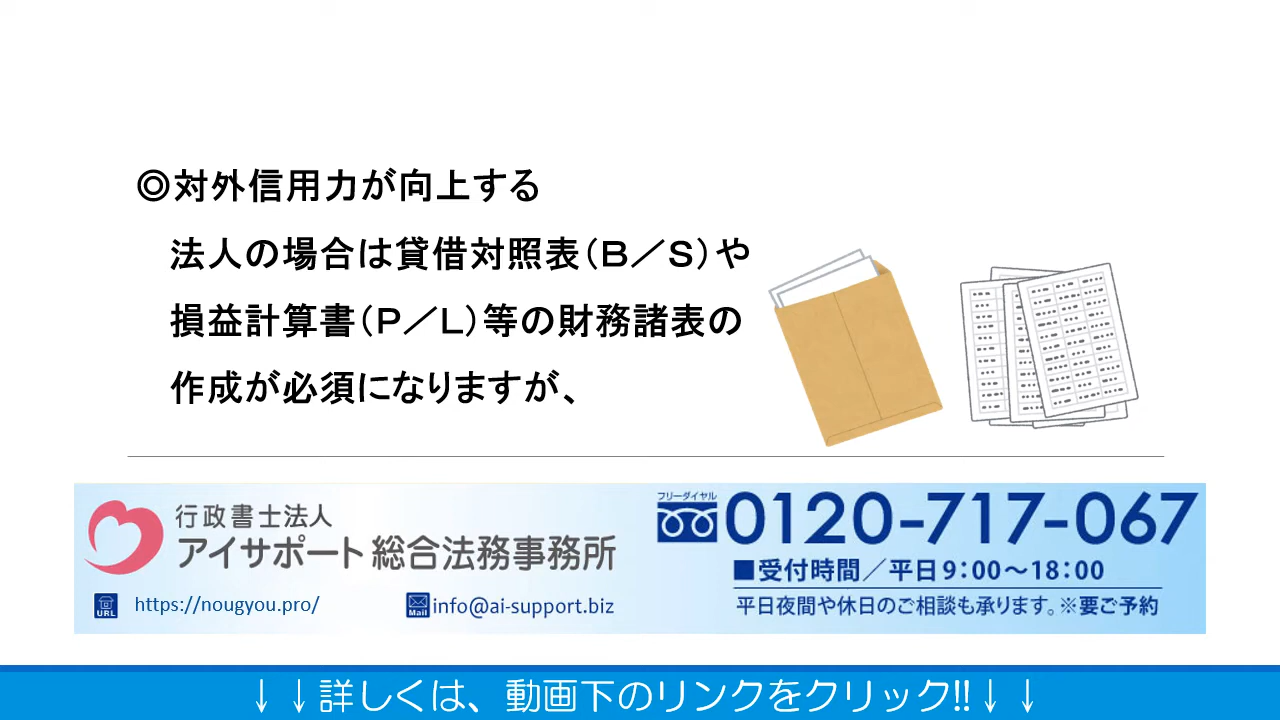 ◎対外信用力が向上する
法人の場合は貸借対照表（B／S）や
損益計算書（P／L）等の財務諸表の
作成が必須になりますが、
行政書士法人
アイサポート 総合法務事務所
URL https://nougyou.pro/
Mail info@ai-support.biz
フリーダイヤル
0120-717-067
■受付時間／平日9：00～18：00
平日夜間や休日のご相談も承ります。※要ご予約
↓↓詳しくは、動画下のリンクをクリック!!↓↓